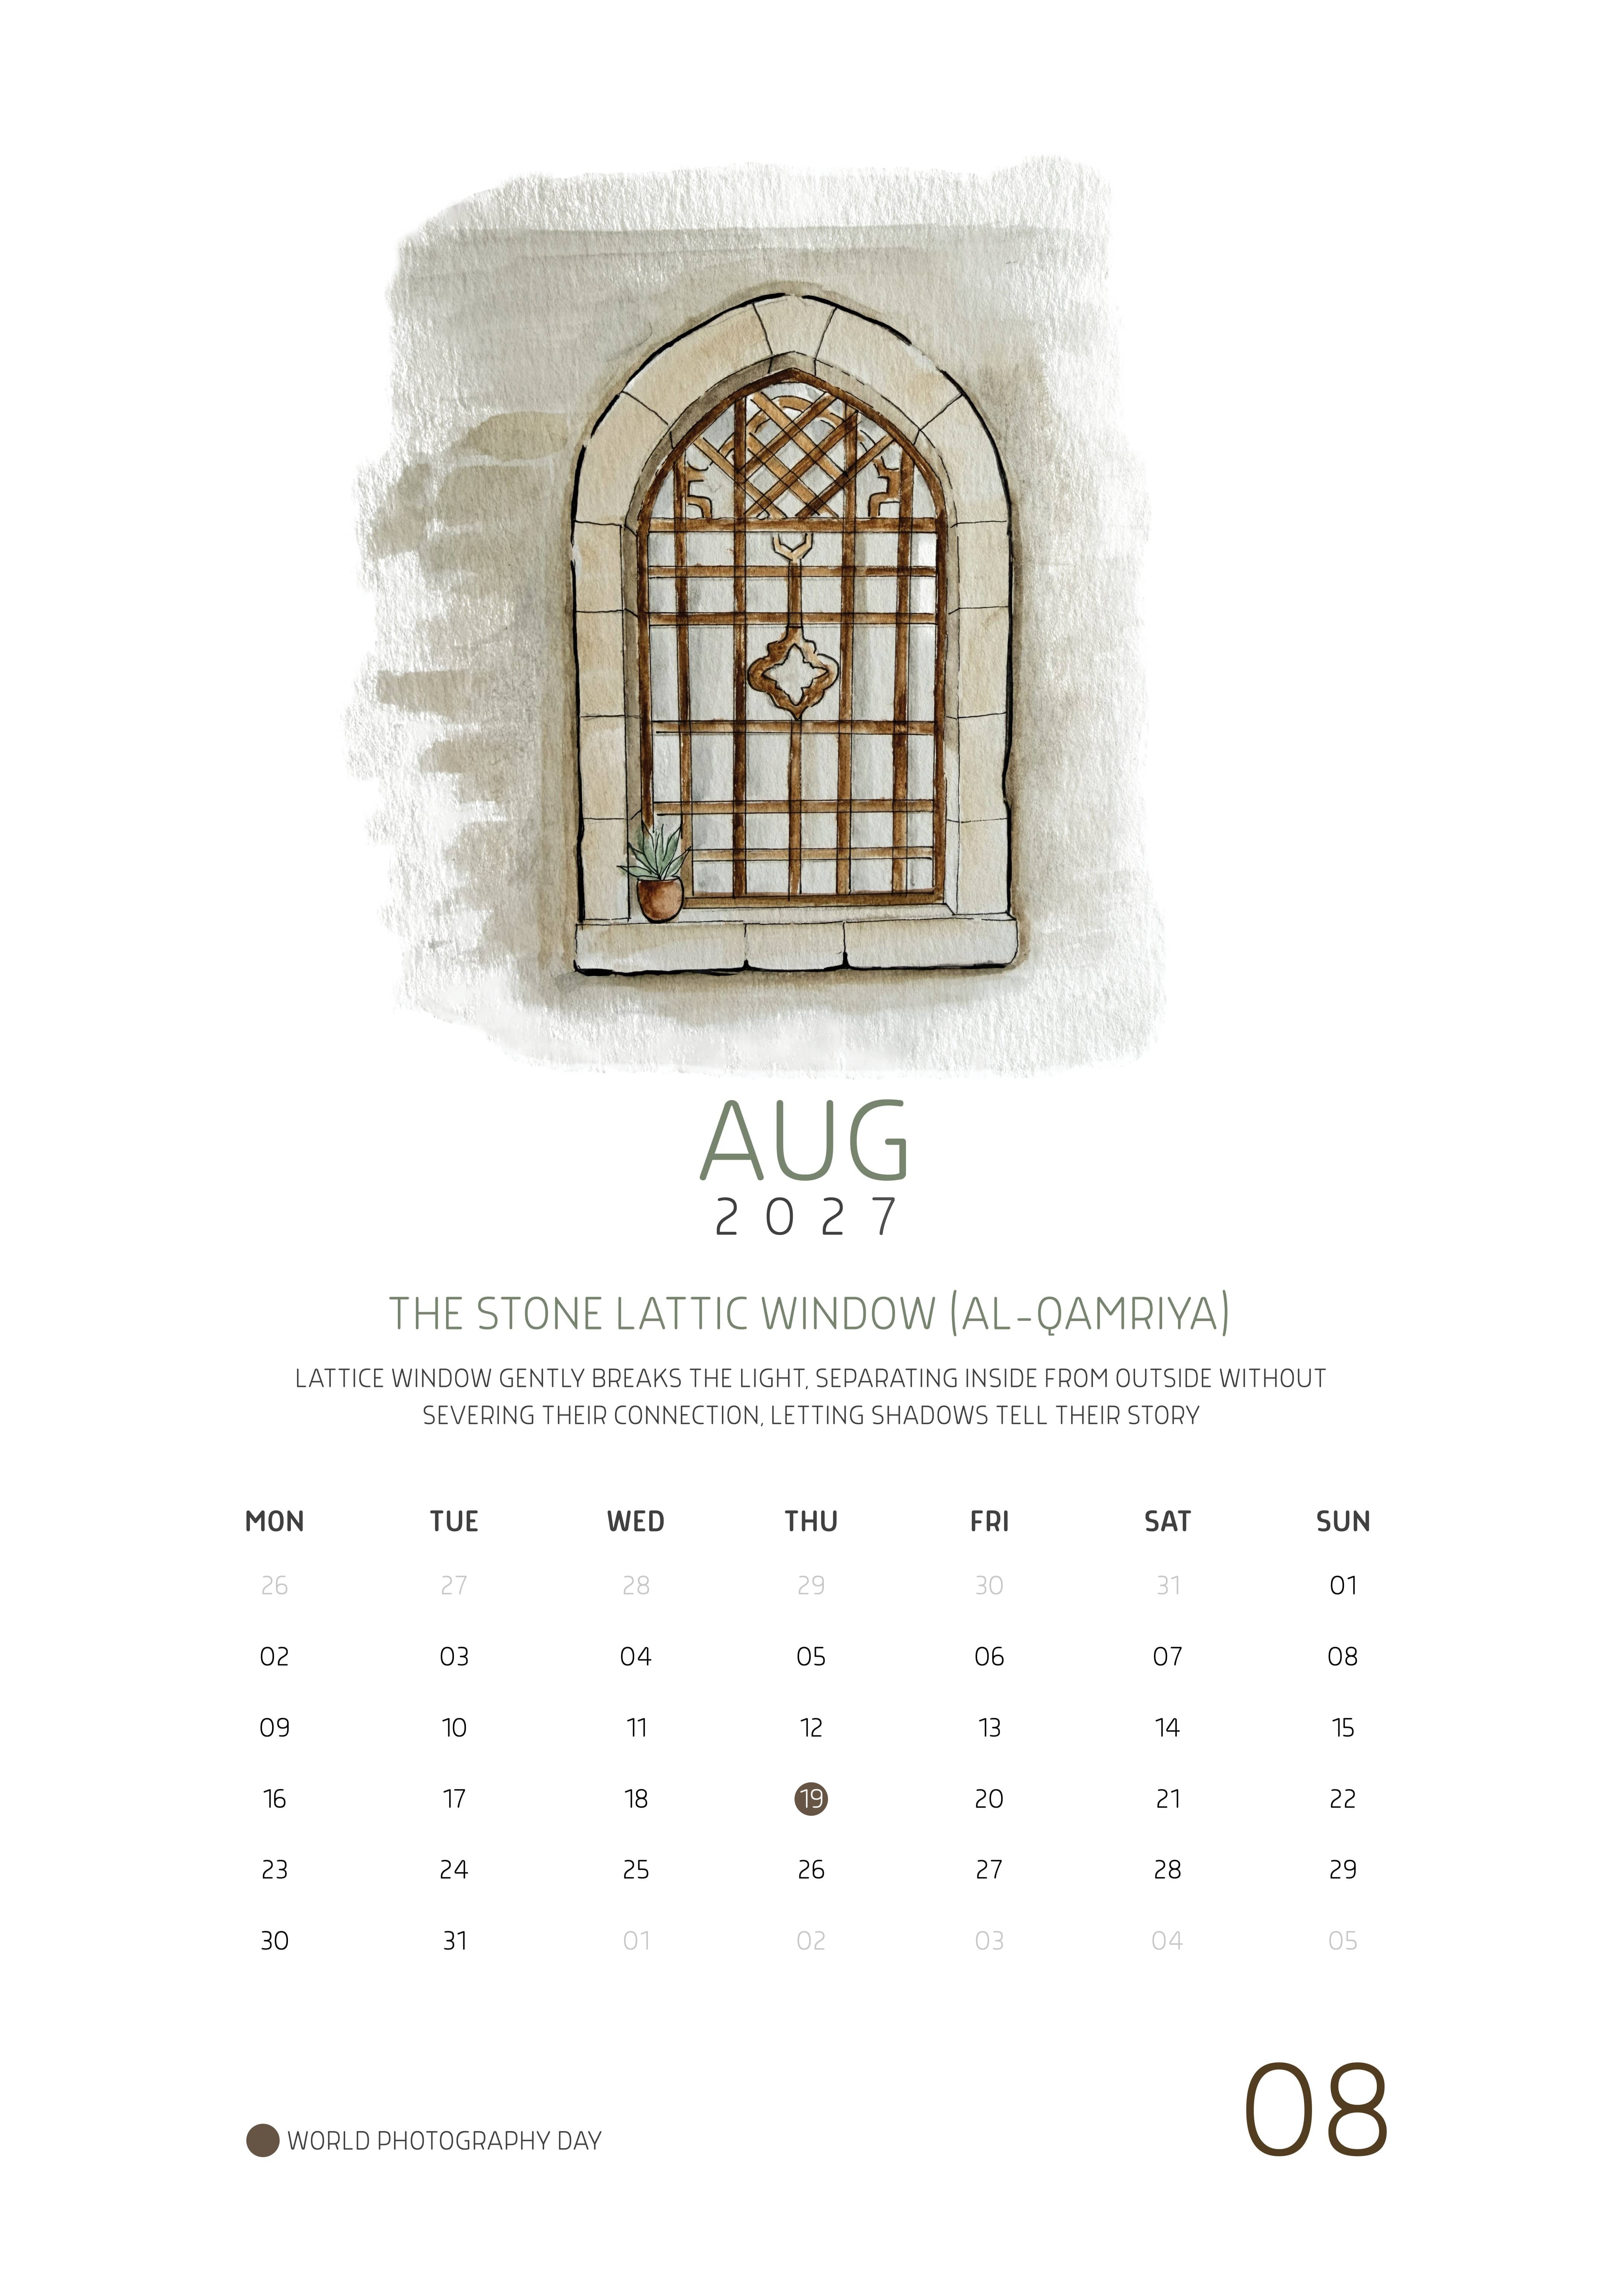 AUG
2027
THE STONE LATTIC WINDOW (AL-QAMRIYA)
LATTICE WINDOW GENTLY BREAKS THE LIGHT, SEPARATING INSIDE FROM OUTSIDE WITHOUT
SEVERING THEIR CONNECTION, LETTING SHADOWS TELL THEIR STORY
MON TUE WED THU FRI SAT SUN
26 27 28 29 30 31 01
02 03 04 05 06 07 08
09 10 11 12 13 14 15
16 17 18 19 20 21 22
23 24 25 26 27 28 29
30 31 01 02 03 04 05
WORLD PHOTOGRAPHY DAY
08